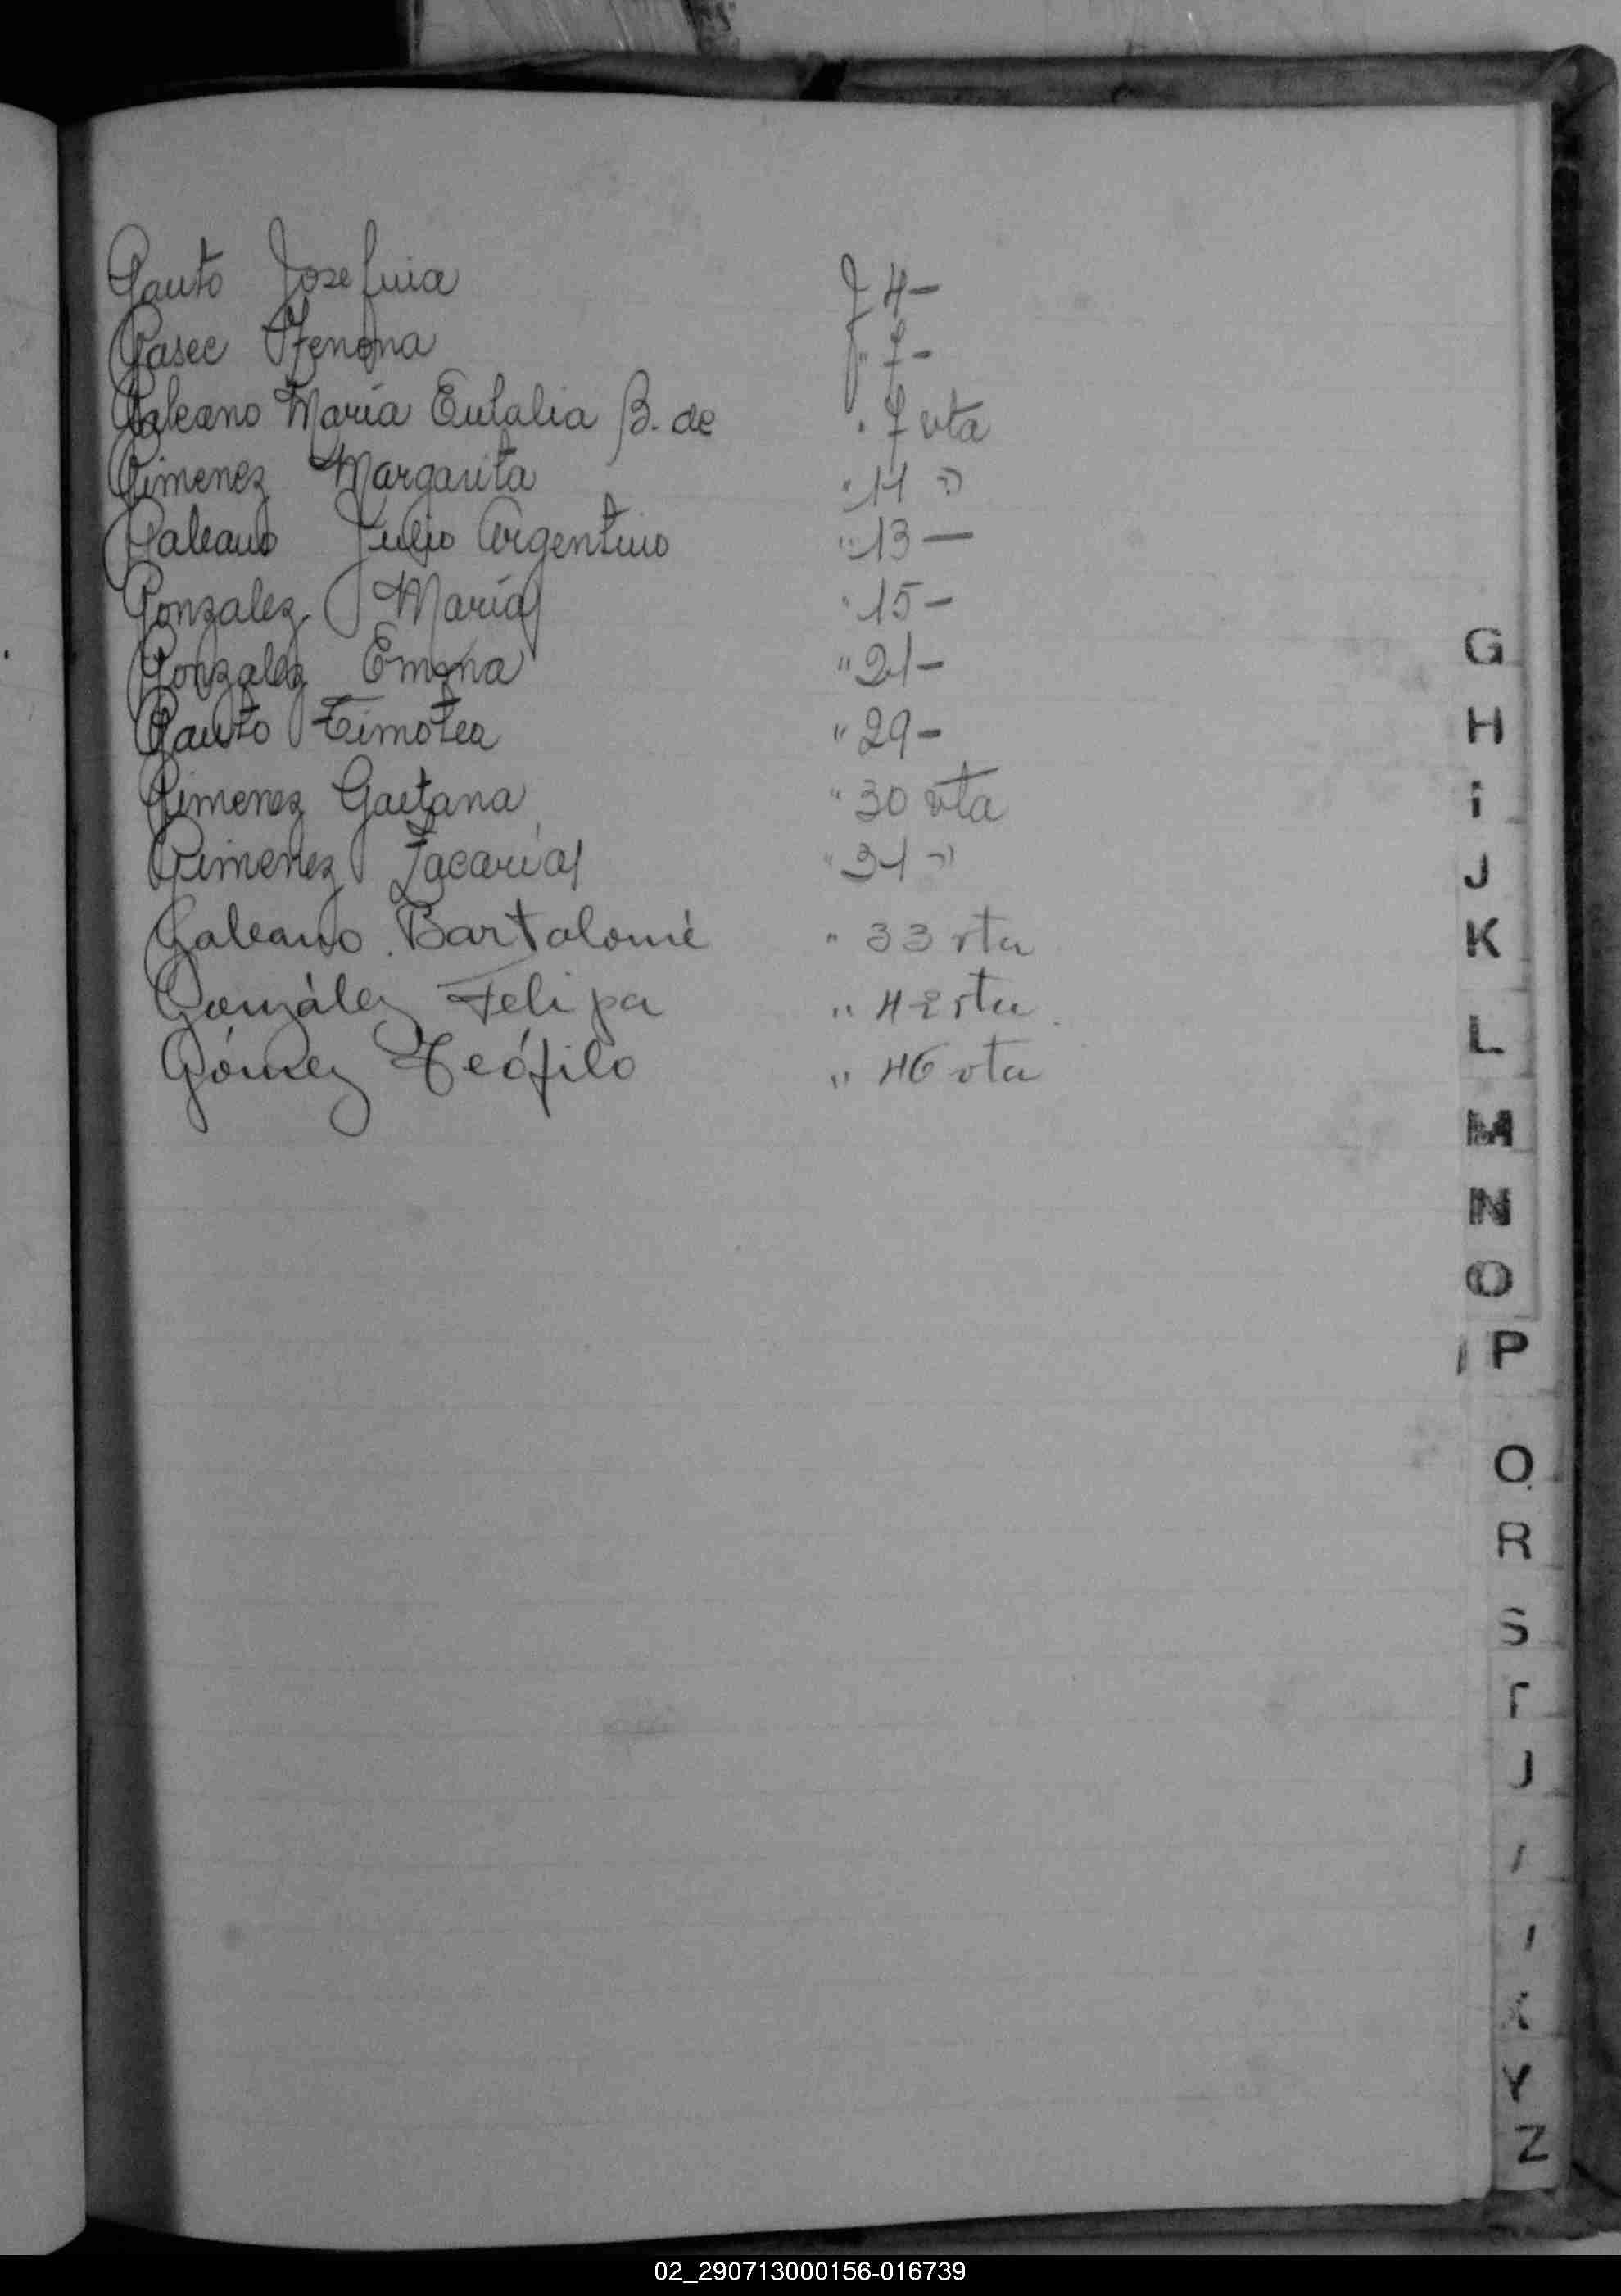 Gauto Josefina f 4-
Gasec Zenona f" 7-
Galeano María Eulalia B. de " 7 vta
Gimenez Margarita " 11 "
Galeano Julio Argentino " 13 —
Gonzalez María " 15 -
Gonzalez Emma " 21 -
Gauto Timotea " 29 -
Gimenez Gaetana " 30 vta
Gimenez Zacarías " 31 "
Galeano Bartolomé " 33 vta
González Felipa " 42 vta
Gómez Teófilo " 46 vta
G
H
i
J
K
L
M
N
O
P
Q
R
S
T
U
Y
Z
02_290713000156-016739